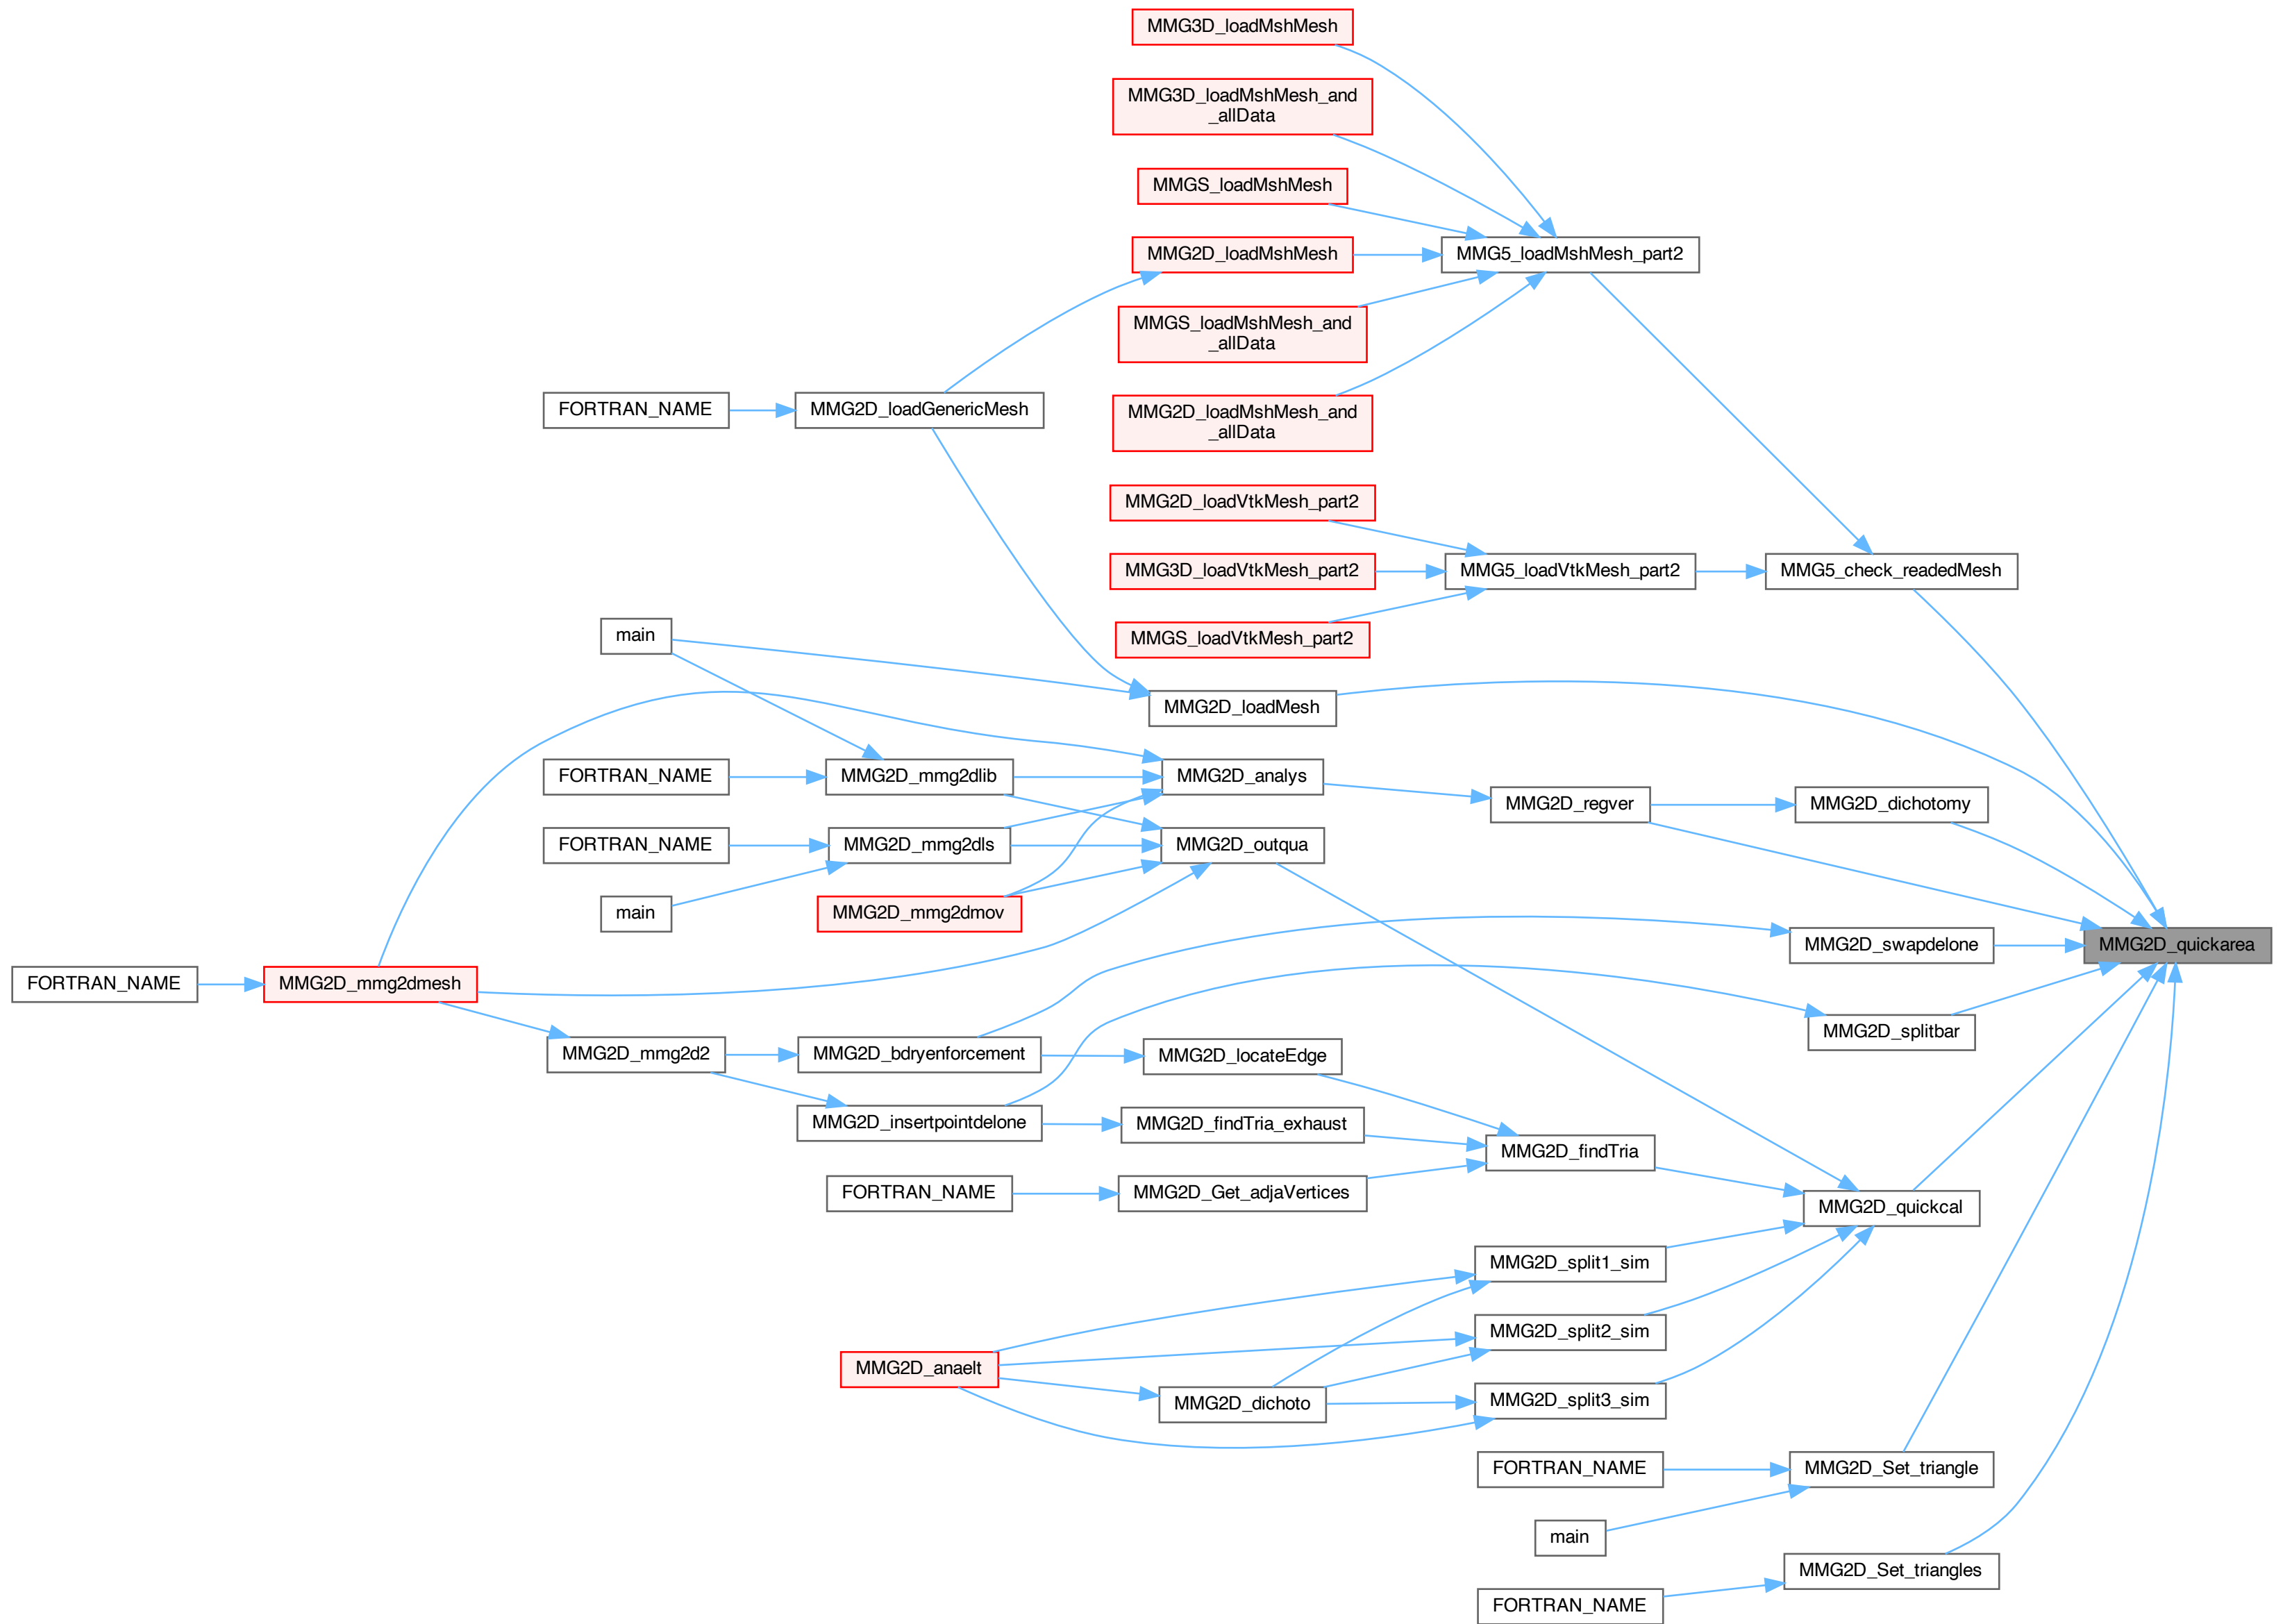 MMG3D_loadMshMesh
MMG3D_loadMshMesh_and
_allData
MMGS_loadMshMesh
MMG2D_loadMshMesh
MMG5_loadMshMesh_part2
MMGS_loadMshMesh_and
_allData
FORTRAN_NAME
MMG2D_loadGenericMesh
MMG2D_loadMshMesh_and
_allData
MMG2D_loadVtkMesh_part2
MMG3D_loadVtkMesh_part2
MMG5_loadVtkMesh_part2
MMG5_check_readedMesh
main
MMGS_loadVtkMesh_part2
MMG2D_loadMesh
FORTRAN_NAME
MMG2D_mmg2dlib
MMG2D_analys
MMG2D_regver
MMG2D_dichotomy
FORTRAN_NAME
MMG2D_mmg2dls
MMG2D_outqua
main
MMG2D_mmg2dmov
MMG2D_swapdelone
MMG2D_quickarea
FORTRAN_NAME
MMG2D_mmg2dmesh
MMG2D_splitbar
MMG2D_mmg2d2
MMG2D_bdryenforcement
MMG2D_locateEdge
MMG2D_insertpointdelone
MMG2D_findTria_exhaust
MMG2D_findTria
FORTRAN_NAME
MMG2D_Get_adjaVertices
MMG2D_quickcal
MMG2D_split1_sim
MMG2D_split2_sim
MMG2D_anaelt
MMG2D_dichoto
MMG2D_split3_sim
FORTRAN_NAME
MMG2D_Set_triangle
main
MMG2D_Set_triangles
FORTRAN_NAME